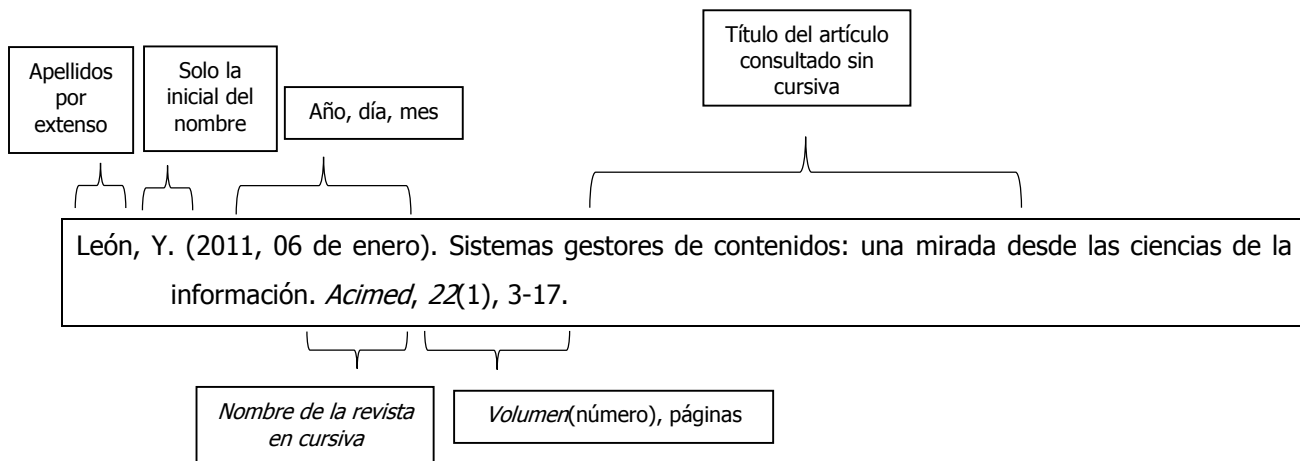 Título del artículo
consultado sin
cursiva
Apellidos
por
extenso
Solo la
inicial del
nombre
Año, día, mes
León, Y. (2011, 06 de enero). Sistemas gestores de contenidos: una mirada desde las ciencias de la
información. Acimed, 22(1), 3-17.
Nombre de la revista
en cursiva
Volumen(número), páginas